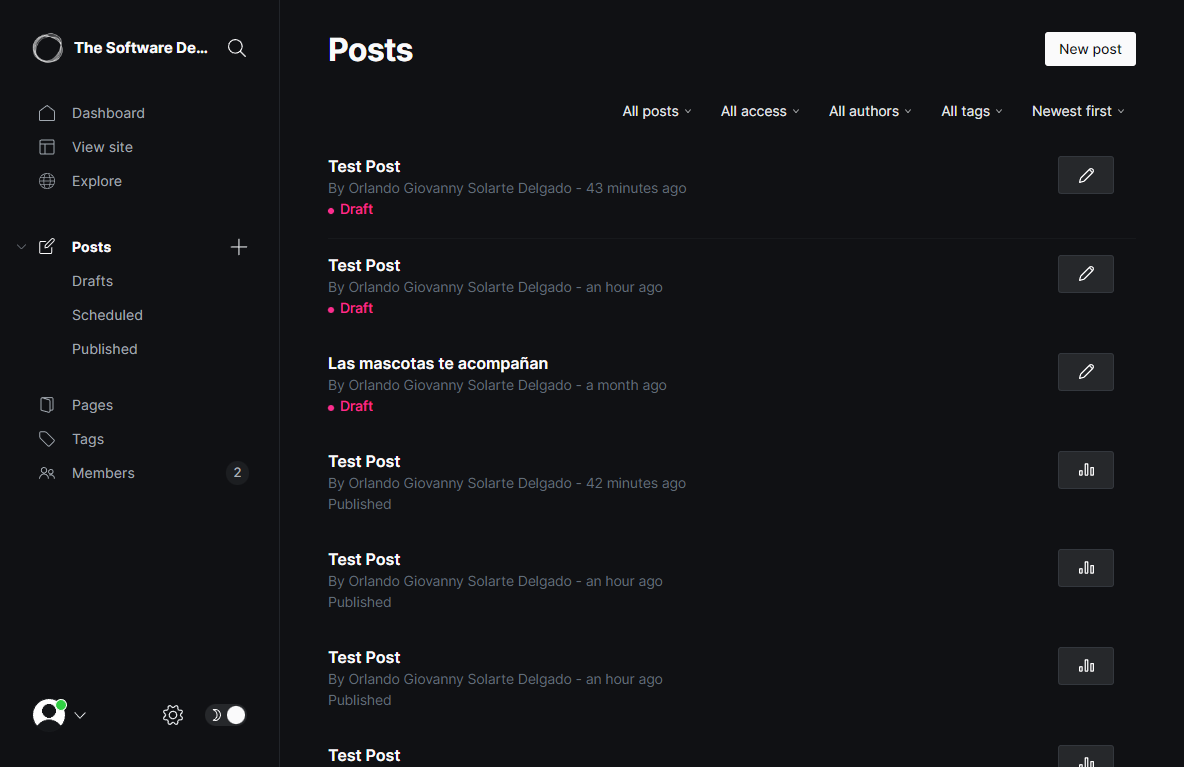 The Software De...
Dashboard
View site
Explore
Posts
Drafts
Scheduled
Published
Pages
Tags
Members 2
Posts
New post
All posts All access All authors All tags Newest first
Test Post
By Orlando Giovanny Solarte Delgado - 43 minutes ago
Draft
Test Post
By Orlando Giovanny Solarte Delgado - an hour ago
Draft
Las mascotas te acompañan
By Orlando Giovanny Solarte Delgado - a month ago
Draft
Test Post
By Orlando Giovanny Solarte Delgado - 42 minutes ago
Published
Test Post
By Orlando Giovanny Solarte Delgado - an hour ago
Published
Test Post
By Orlando Giovanny Solarte Delgado - an hour ago
Published
Test Post